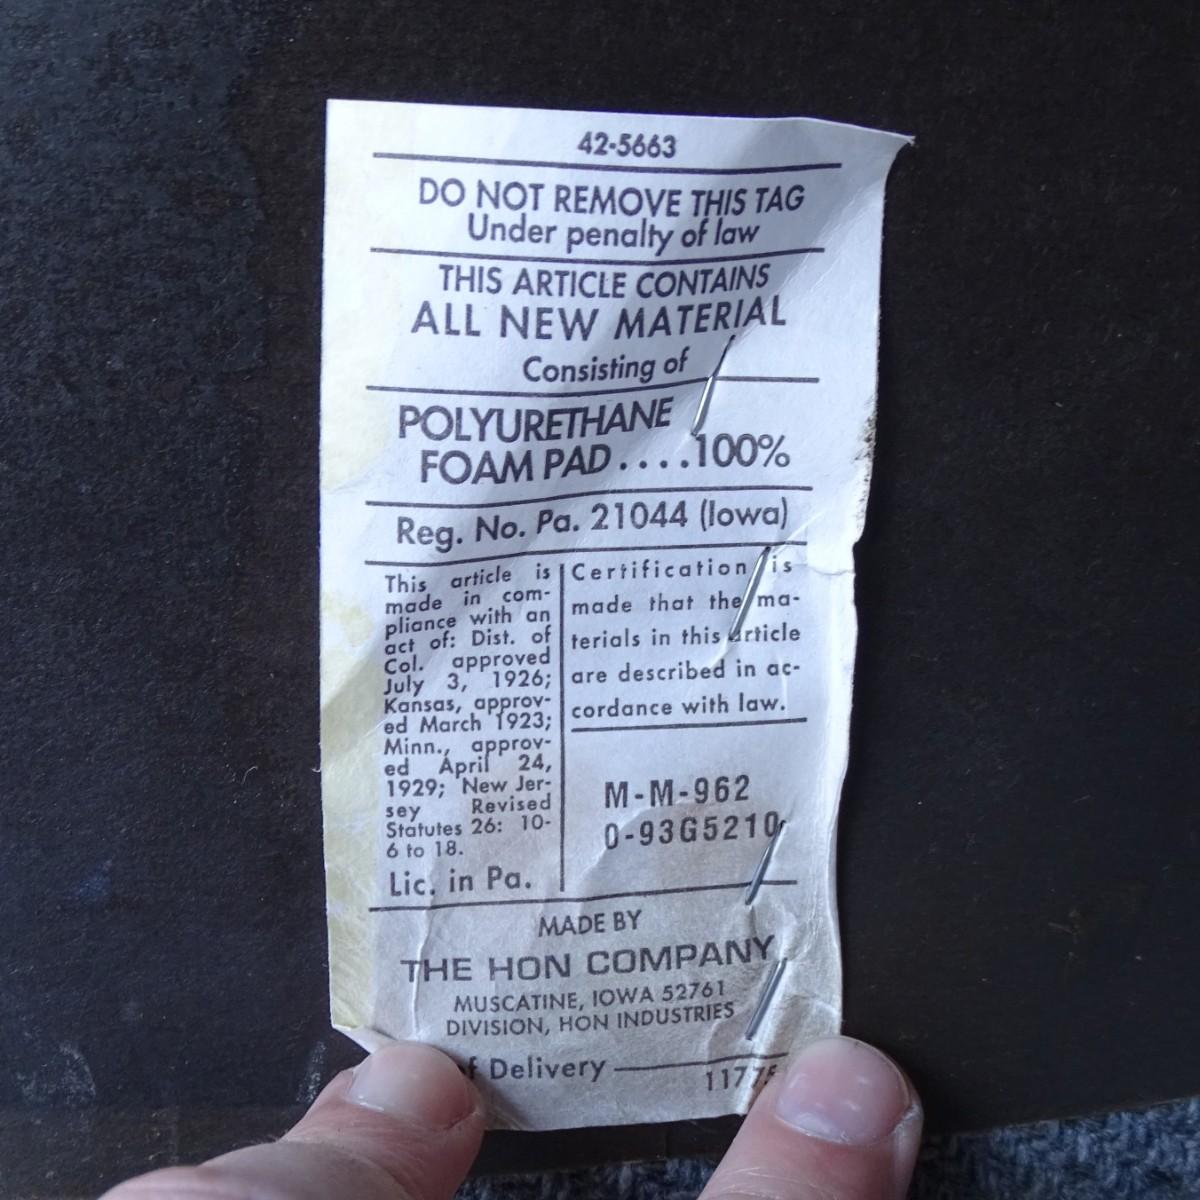 42-5663
DO NOT REMOVE THIS TAG
Under penalty of law
THIS ARTICLE CONTAINS
ALL NEW MATERIAL
Consisting of
POLYURETHANE
FOAM PAD....100%
Reg. No. Pa. 21044 (Iowa)
This article is
made in com-
pliance with an
act of: Dist. of
Col. approved
July 3, 1926;
Kansas, approv-
ed March 1923;
Minn., approv-
ed April 24,
1929; New Jer-
sey Revised
Statutes 26: 10-
6 to 18.
Lic. in Pa.
Certification is
made that the ma-
terials in this article
are described in ac-
cordance with law.
M-M-962
0-93G5210
MADE BY
THE HON COMPANY
MUSCATINE, IOWA 52761
DIVISION, HON INDUSTRIES
Delivery